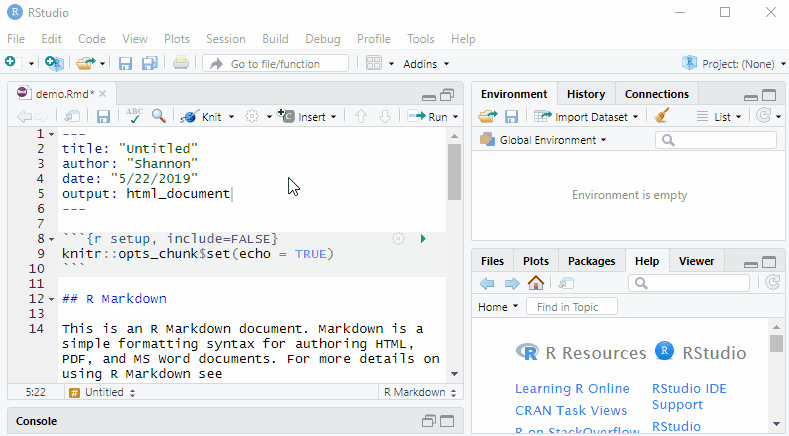 RStudio
File Edit Code View Plots Session Build Debug Profile Tools Help
Go to file/function
Addins
Project: (None)
demo.Rmd*
ABC
Knit
Insert
Run
1 ---
2 title: "Untitled"
3 author: "Shannon"
4 date: "5/22/2019"
5 output: html_document
6 ---
7
8 ```{r setup, include=FALSE}
9 knitr::opts_chunk$set(echo = TRUE)
10 ```
11
12 ## R Markdown
13
14 This is an R Markdown document. Markdown is a
simple formatting syntax for authoring HTML,
PDF, and MS Word documents. For more details on
using R Markdown see
5:22 # Untitled R Markdown
Console
Environment History Connections
Import Dataset List
Global Environment
Environment is empty
Files Plots Packages Help Viewer
Home Find in Topic
R Resources
RStudio
Learning R Online
CRAN Task Views
R on StackOverflow
RStudio IDE
Support
RStudio